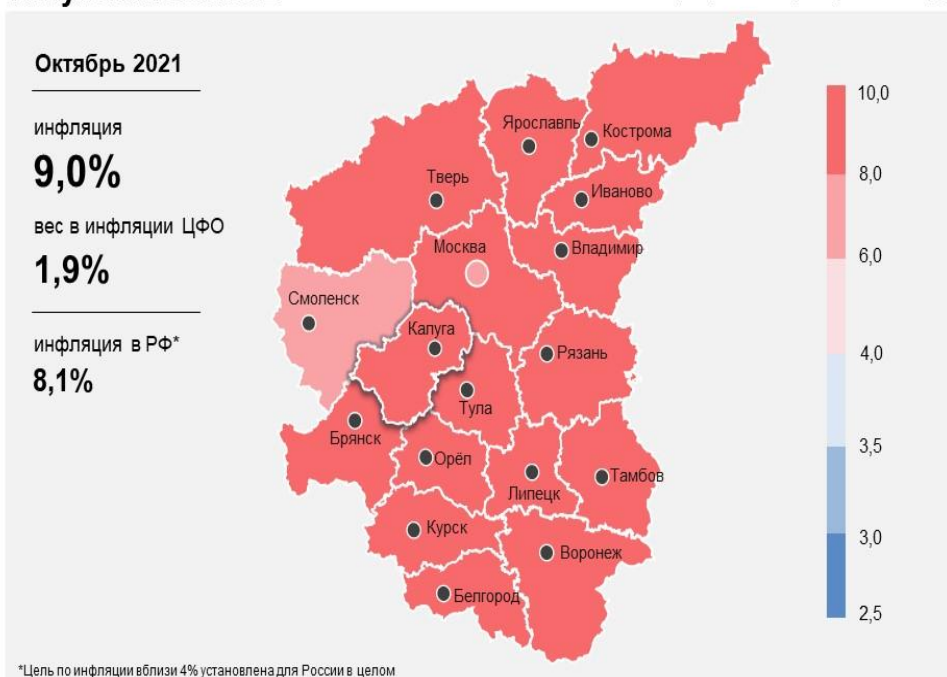 Октябрь 2021
инфляция
9,0%
вес в инфляции ЦФО
1,9%
инфляция в РФ*
8,1%
Ярославль
Кострома
Тверь
Иваново
Москва
Владимир
Смоленск
Калуга
Рязань
Тула
Брянск
Орёл
Липецк
Тамбов
Курск
Воронеж
Белгород
10,0
8,0
6,0
4,0
3,5
3,0
2,5
*Цель по инфляции вблизи 4% установлена для России в целом